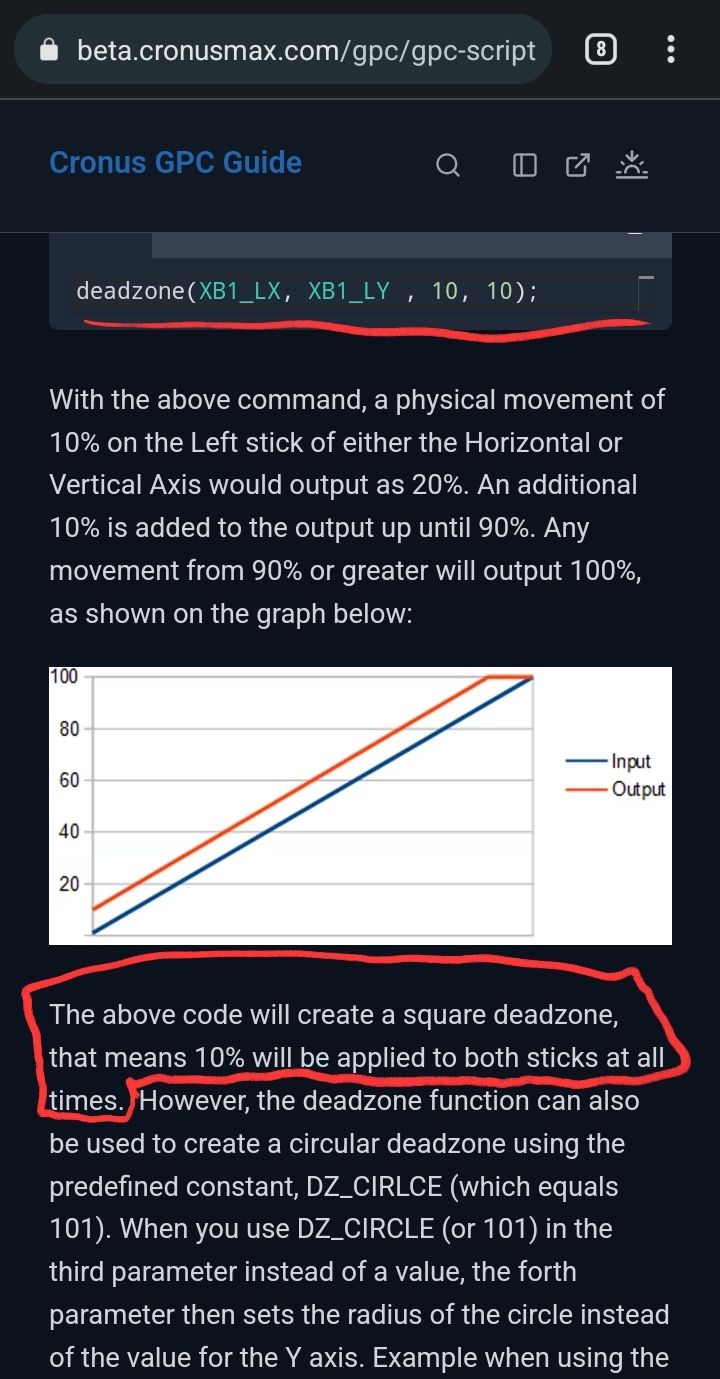 beta.cronusmax.com/gpc/gpc-script
8
Cronus GPC Guide
deadzone(XB1_LX, XB1_LY , 10, 10);
With the above command, a physical movement of
10% on the Left stick of either the Horizontal or
Vertical Axis would output as 20%. An additional
10% is added to the output up until 90%. Any
movement from 90% or greater will output 100%,
as shown on the graph below:
100
80
60
40
20
Input
Output
The above code will create a square deadzone,
that means 10% will be applied to both sticks at all
times. However, the deadzone function can also
be used to create a circular deadzone using the
predefined constant, DZ_CIRLCE (which equals
101). When you use DZ_CIRCLE (or 101) in the
third parameter instead of a value, the forth
parameter then sets the radius of the circle instead
of the value for the Y axis. Example when using the